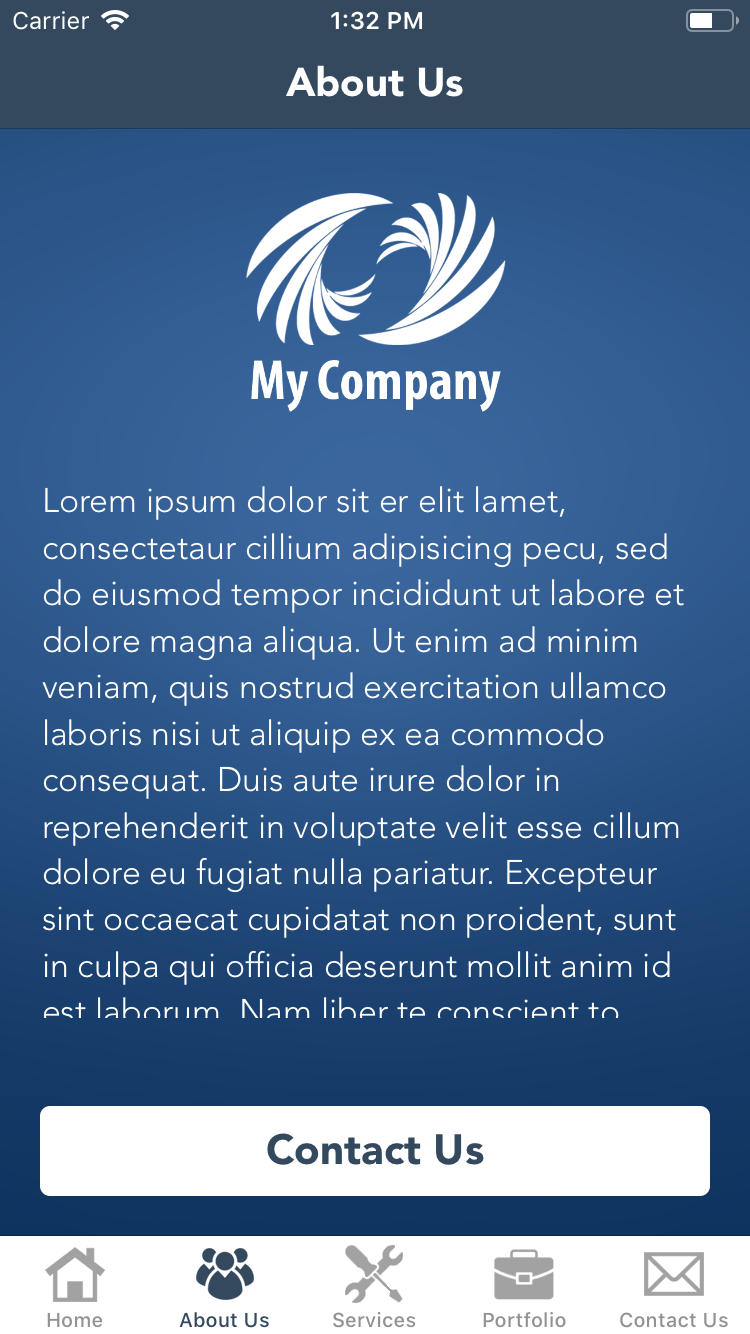 Carrier 1:32 PM
About Us
My Company
Lorem ipsum dolor sit er elit lamet,
consectetaur cillium adipisicing pecu, sed
do eiusmod tempor incididunt ut labore et
dolore magna aliqua. Ut enim ad minim
veniam, quis nostrud exercitation ullamco
laboris nisi ut aliquip ex ea commodo
consequat. Duis aute irure dolor in
reprehenderit in voluptate velit esse cillum
dolore eu fugiat nulla pariatur. Excepteur
sint occaecat cupidatat non proident, sunt
in culpa qui officia deserunt mollit anim id
est laborum. Nam liber te conscient to
Contact Us
Home About Us Services Portfolio Contact Us